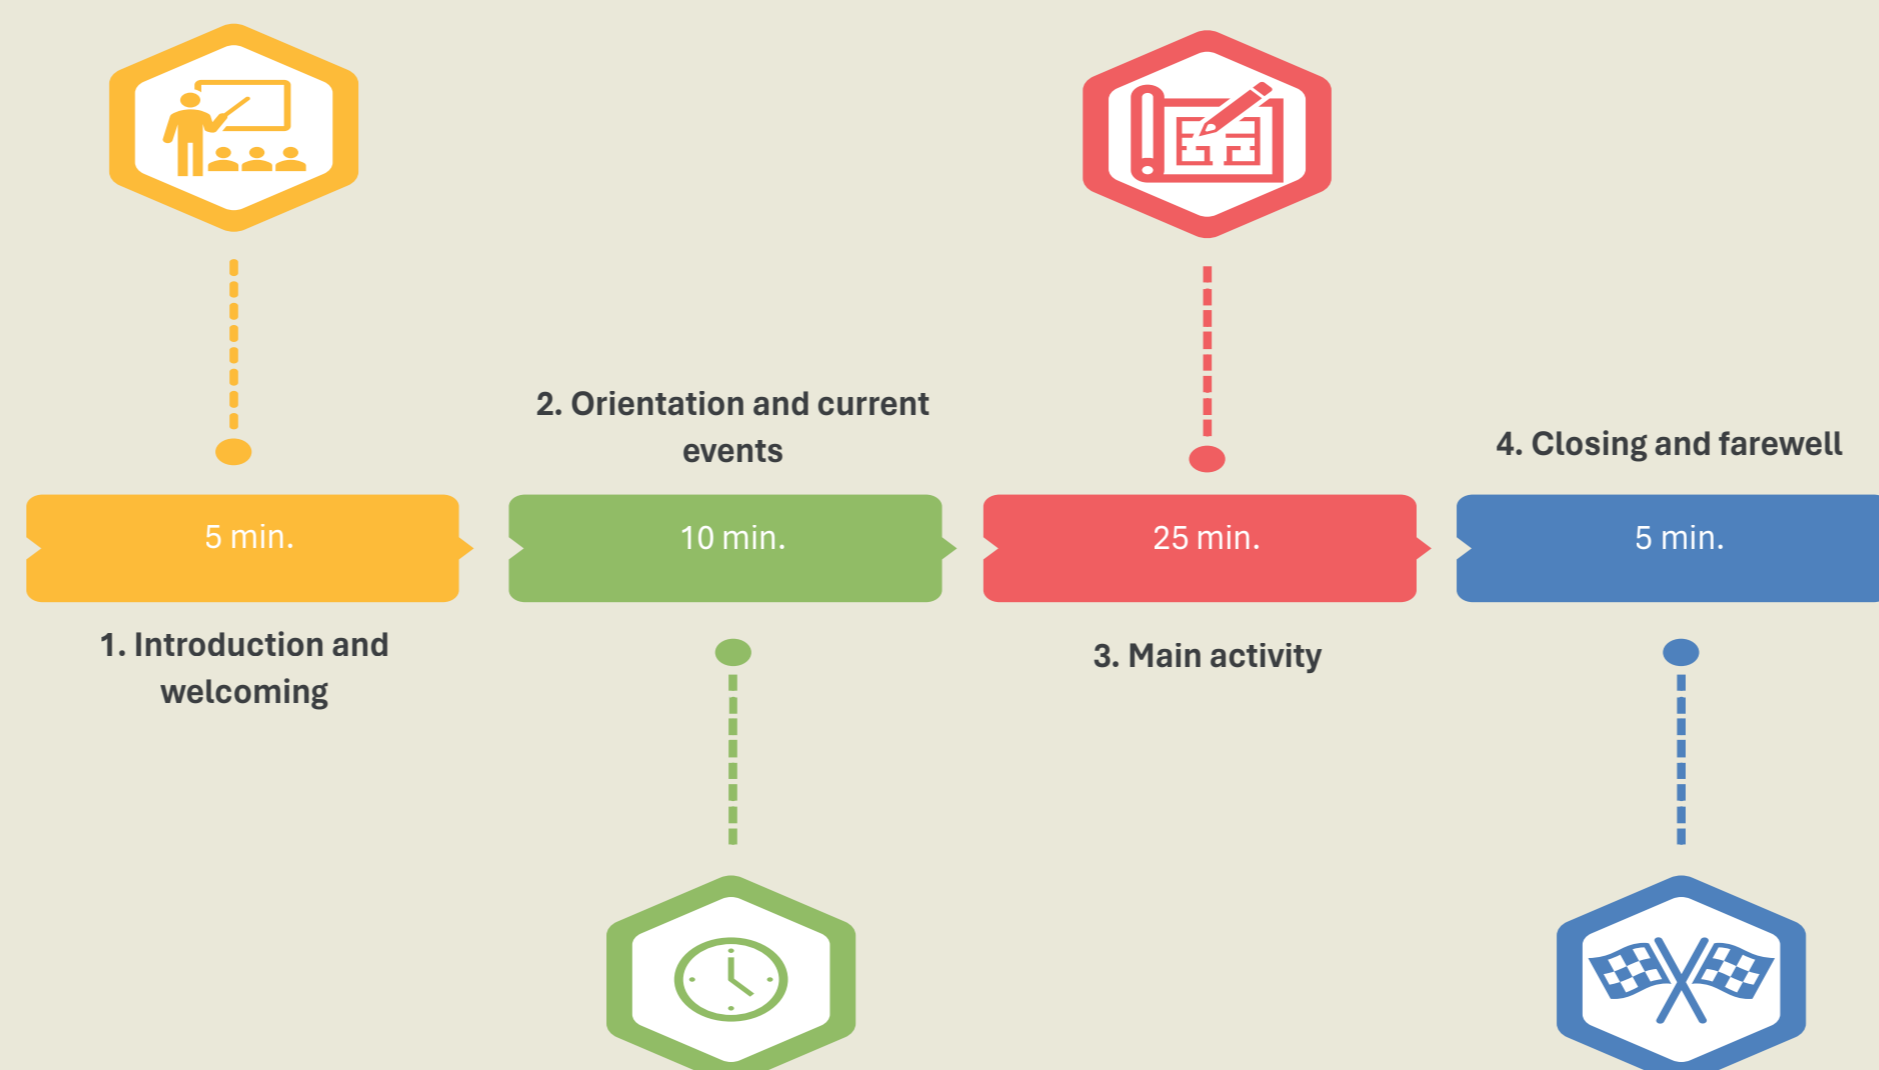 2. Orientation and current
events
4. Closing and farewell
5 min.
10 min.
25 min.
5 min.
1. Introduction and
welcoming
3. Main activity